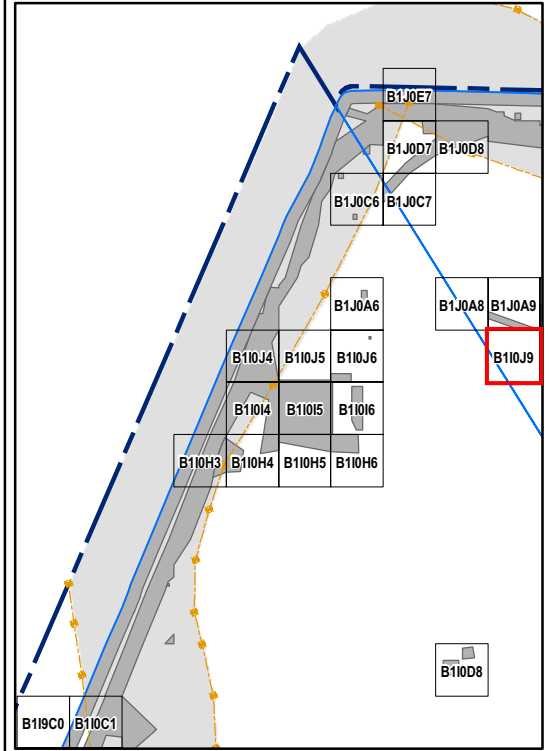 B1J0E7
B1J0D7 B1J0D8
B1J0C6 B1J0C7
B1J0A6 B1J0A8 B1J0A9
B1I0J4 B1I0J5 B1I0J6 B1I0J9
B1I0I4 B1I0I5 B1I0I6
B1I0H3 B1I0H4 B1I0H5 B1I0H6
B1I0D8
B1I9C0 B1I0C1